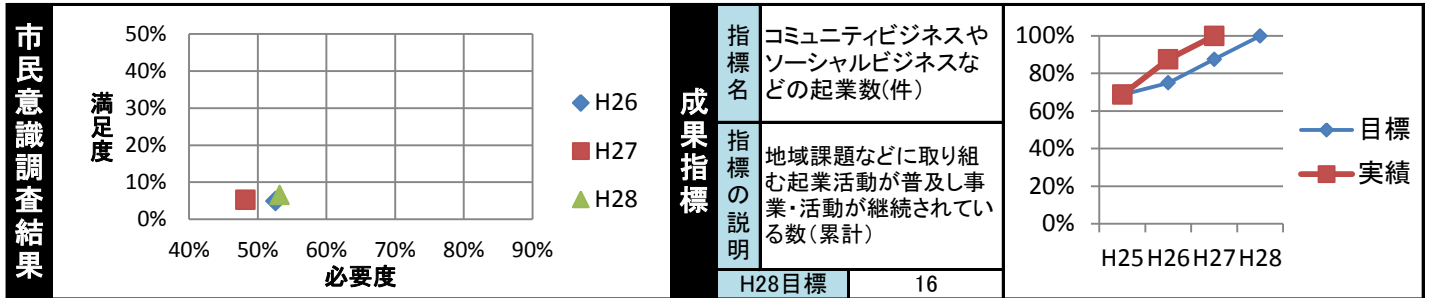 市民意識調査結果
50%
40%
30%
20%
10%
0%
満足度
40% 50% 60% 70% 80% 90%
必要度
H26
H27
H28
成果指標
指標名
コミュニティビジネスや
ソーシャルビジネスな
どの起業数(件)
指標の説明
地域課題などに取り組
む起業活動が普及し事
業・活動が継続されてい
る数(累計)
H28目標
16
100%
80%
60%
40%
20%
0%
H25 H26 H27 H28
目標
実績